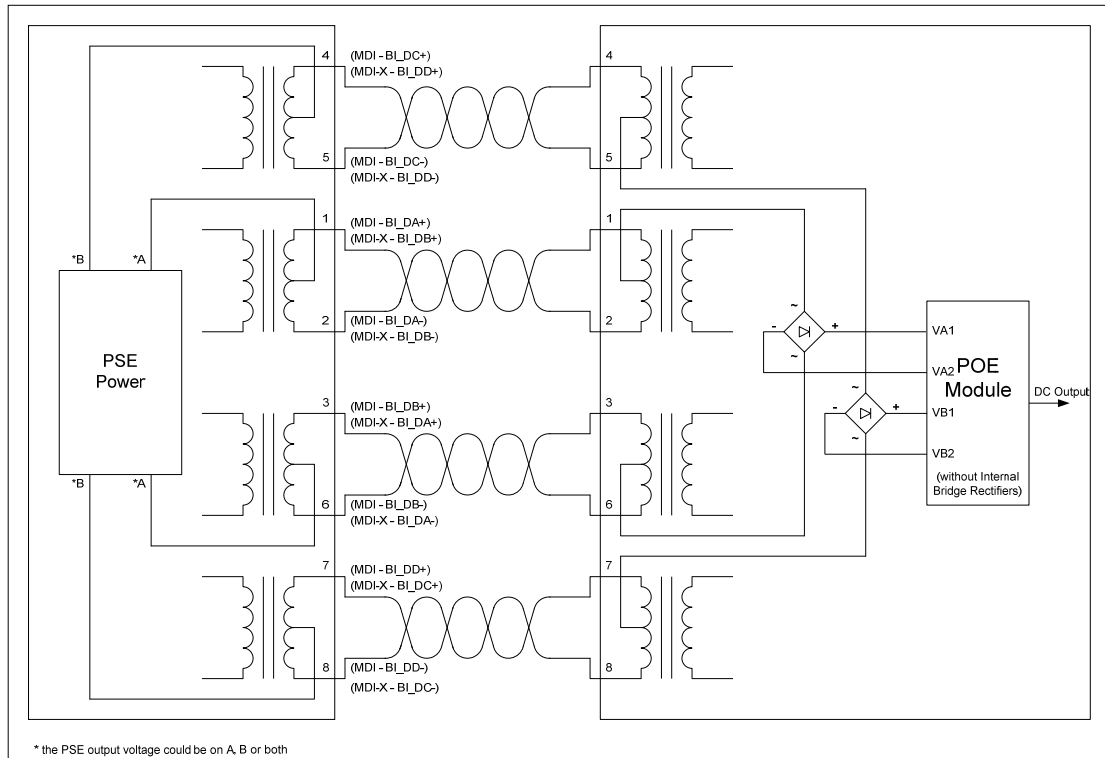 4
(MDI - BI_DC+)
(MDI-X - BI_DD+)
4
5
(MDI - BI_DC-)
(MDI-X - BI_DD-)
5
1
(MDI - BI_DA+)
(MDI-X - BI_DB+)
1
*B
*A
2
(MDI - BI_DA-)
(MDI-X - BI_DB-)
2
~
-
+
~
PSE
Power
VA1
VA2
POE
Module
DC Output
~
-
+
~
VB1
VB2
(without Internal
Bridge Rectifiers)
3
(MDI - BI_DB+)
(MDI-X - BI_DA+)
3
*B
*A
6
(MDI - BI_DB-)
(MDI-X - BI_DA-)
6
7
(MDI - BI_DD+)
(MDI-X - BI_DC+)
7
8
(MDI - BI_DD-)
(MDI-X - BI_DC-)
8
* the PSE output voltage could be on A, B or both